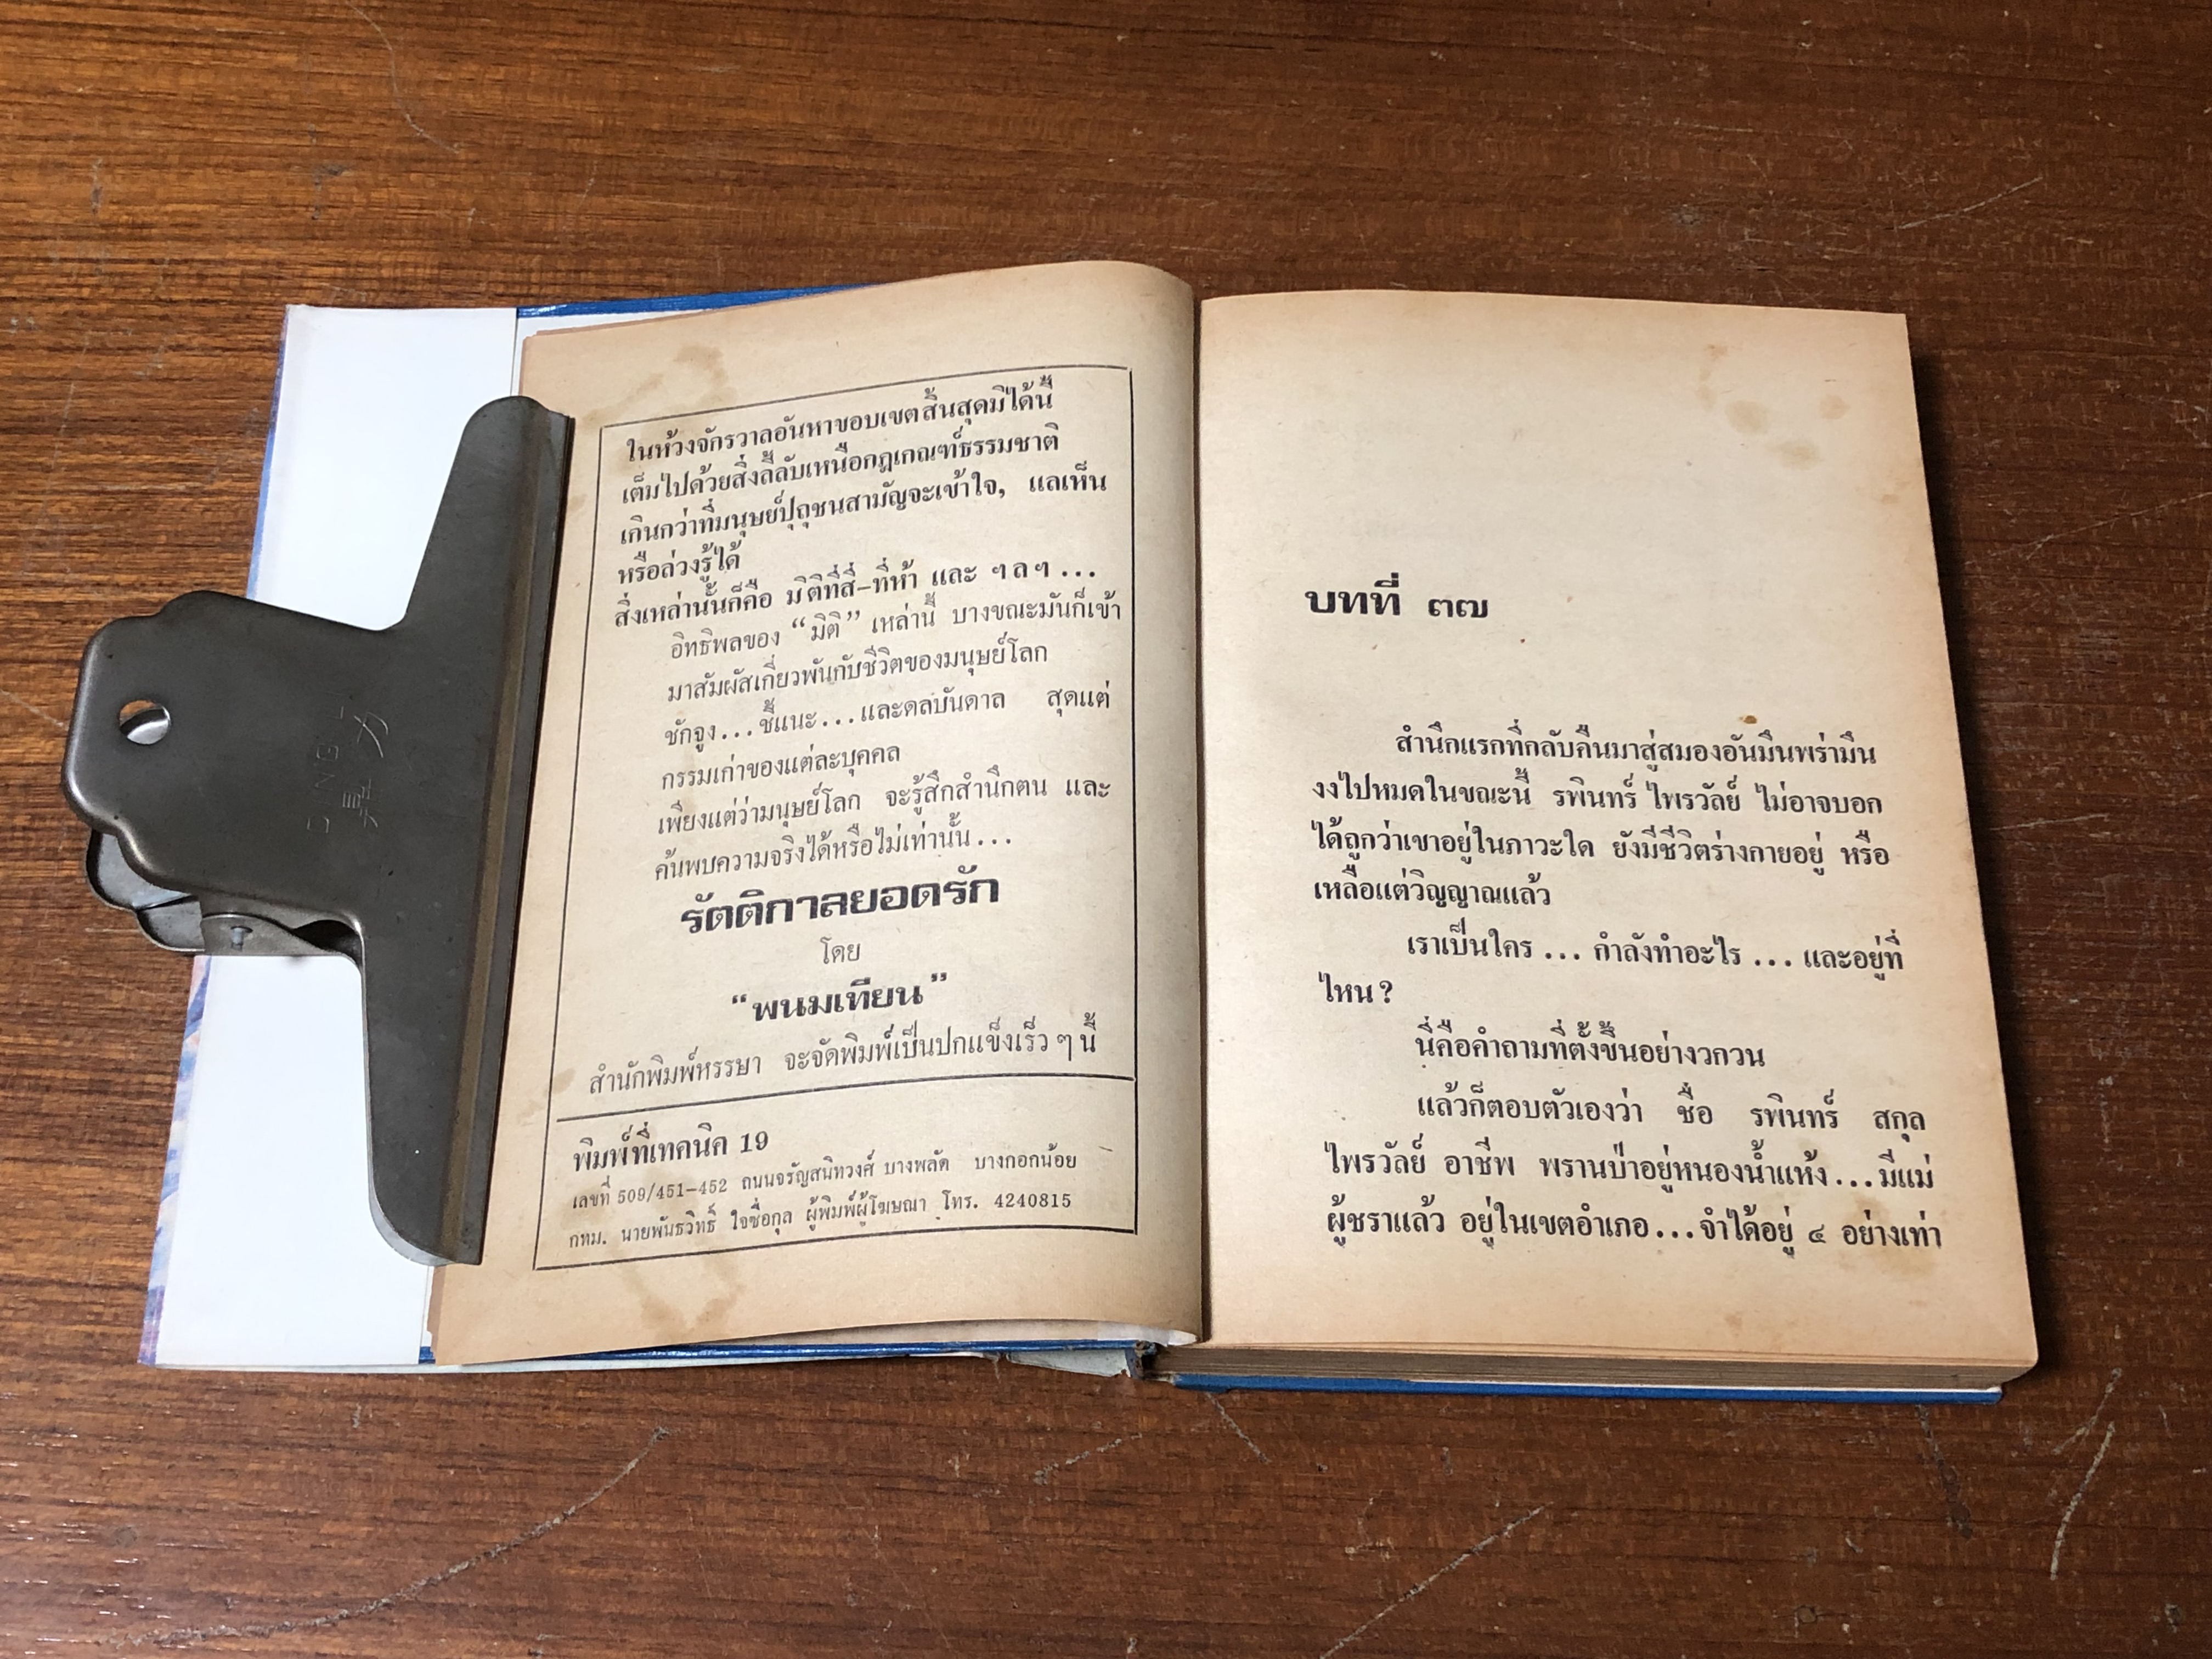 ในห้วงจักรวาลอันหาขอบเขตสิ้นสุดมิได้นี้
เต็มไปด้วยสิ่งลี้ลับเหนือกฎเกณฑ์ธรรมชาติ
เกินกว่าที่มนุษย์ปุถุชนสามัญจะเข้าใจ, แลเห็น
หรือล่วงรู้ได้
สิ่งเหล่านั้นก็คือ มิติที่สี่-ที่ห้า และ ฯลฯ...
อิทธิพลของ “มิติ” เหล่านี้ บางขณะมันก็เข้า
มาสัมผัสเกี่ยวพันกับชีวิตของมนุษย์โลก
ชักจูง...ชี้แนะ...และดลบันดาล สุดแต่
กรรมเก่าของแต่ละบุคคล
เพียงแต่ว่ามนุษย์โลก จะรู้สึกสำนึกตน และ
ค้นพบความจริงได้หรือไม่เท่านั้น...
รัตติกาลยอดรัก
โดย
“พนมเทียน”
สำนักพิมพ์หรรษา จะจัดพิมพ์เป็นปกแข็งเร็ว ๆ นี้
พิมพ์ที่เทคนิค 19
เลขที่ 509/451-452 ถนนจรัญสนิทวงศ์ บางพลัด บางกอกน้อย
กทม. นายพันธวิทธิ์ ใจซื่อกุล ผู้พิมพ์ผู้โฆษณา โทร. 4240815
บทที่ ๓๗
สำนึกแรกที่กลับคืนมาสู่สมองอันมึนพร่ามึน
งงไปหมดในขณะนี้ รพินทร์ ไพรวัลย์ ไม่อาจบอก
ได้ถูกว่าเขาอยู่ในภาวะใด ยังมีชีวิตร่างกายอยู่ หรือ
เหลือแต่วิญญาณแล้ว
เราเป็นใคร ... กำลังทำอะไร ... และอยู่ที่
ไหน ?
นี่คือคำถามที่ตั้งขึ้นอย่างวกวน
แล้วก็ตอบตัวเองว่า ชื่อ รพินทร์ สกุล
ไพรวัลย์ อาชีพ พรานป่าอยู่หนองน้ำแห้ง...มีแม่
ผู้ชราแล้ว อยู่ในเขตอำเภอ...จำได้อยู่ ๔ อย่างเท่า